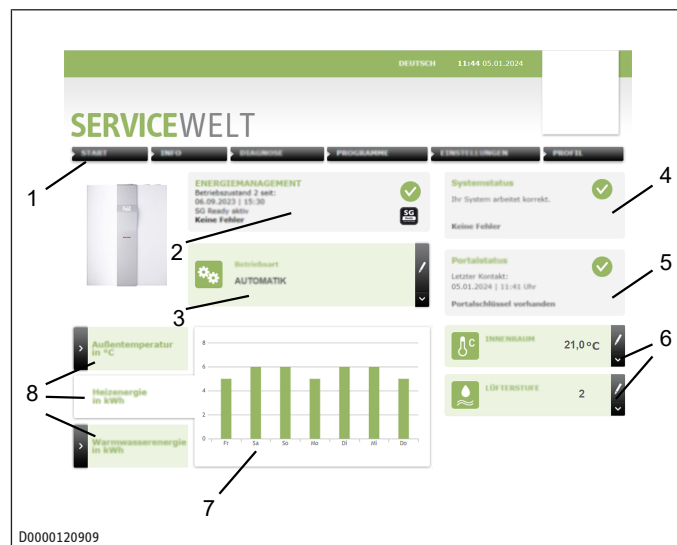 DEUTSCH 11:44 05.01.2024
SERVICEWELT
START INFO DIAGNOSE PROGRAMME EINSTELLUNGEN PROFIL
1
ENERGIEMANAGEMENT
Betriebszustand 2 seit:
06.09.2023 | 15:30
SG Ready aktiv
Keine Fehler
SG
2
Systemstatus
Ihr System arbeitet korrekt.
Keine Fehler
4
Betriebsart
AUTOMATIK
3
Portalstatus
Letzter Kontakt:
05.01.2024 | 11:41 Uhr
Portalschlüssel vorhanden
5
INNENRAUM 21,0 °C
LÜFTERSTUFE 2
6
Außentemperatur
in °C
Heizenergie
in kWh
Warmwasserenergie
in kWh
8
8
6
4
2
0
Fr Sa So Mo Di Mi Do
7
D0000120909